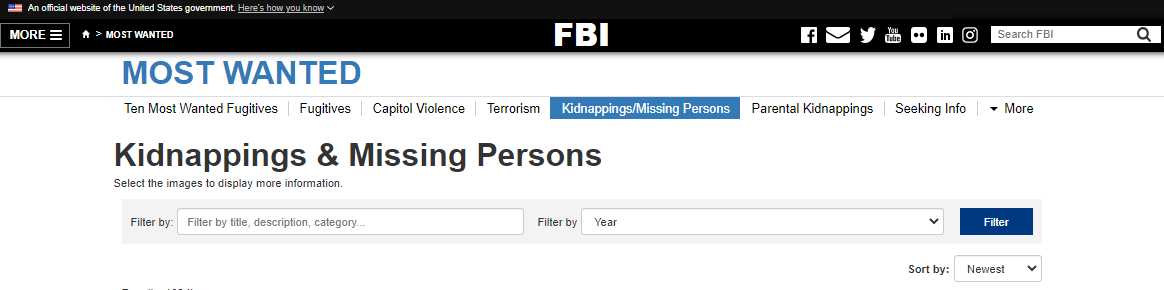 An official website of the United States government. Here's how you know
MORE > MOST WANTED FBI Search FBI
You Tube in
MOST WANTED
Ten Most Wanted Fugitives Fugitives Capitol Violence Terrorism Kidnappings/Missing Persons Parental Kidnappings Seeking Info More
Kidnappings & Missing Persons
Select the images to display more information.
Filter by: Filter by title, description, category... Filter by Year Filter
Sort by: Newest